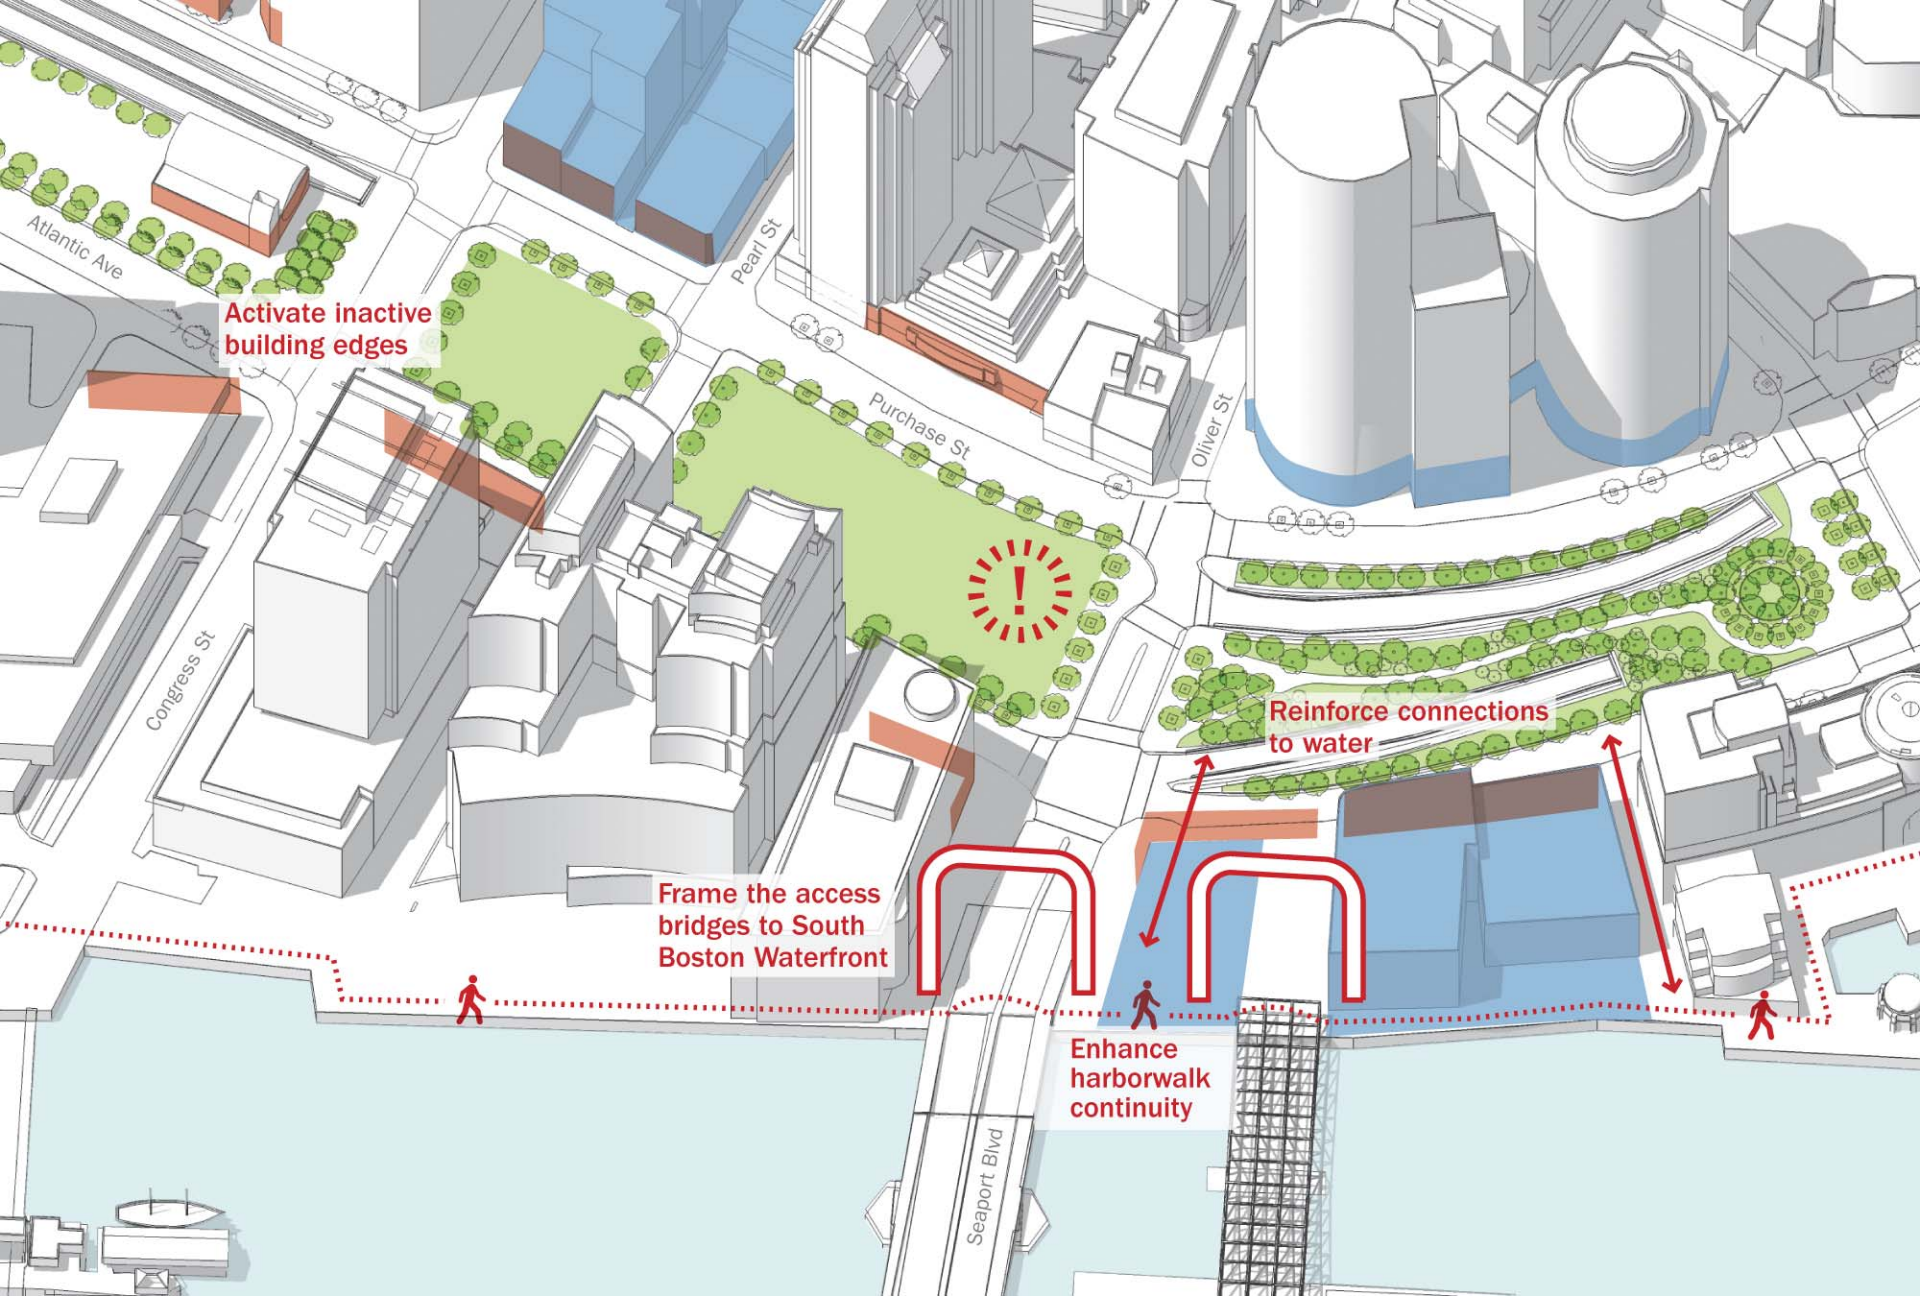 Atlantic Ave
Pearl St
Activate inactive
building edges
Purchase St
Oliver St
!
Congress St
Reinforce connections
to water
Frame the access
bridges to South
Boston Waterfront
Enhance
harborwalk
continuity
Seaport Blvd